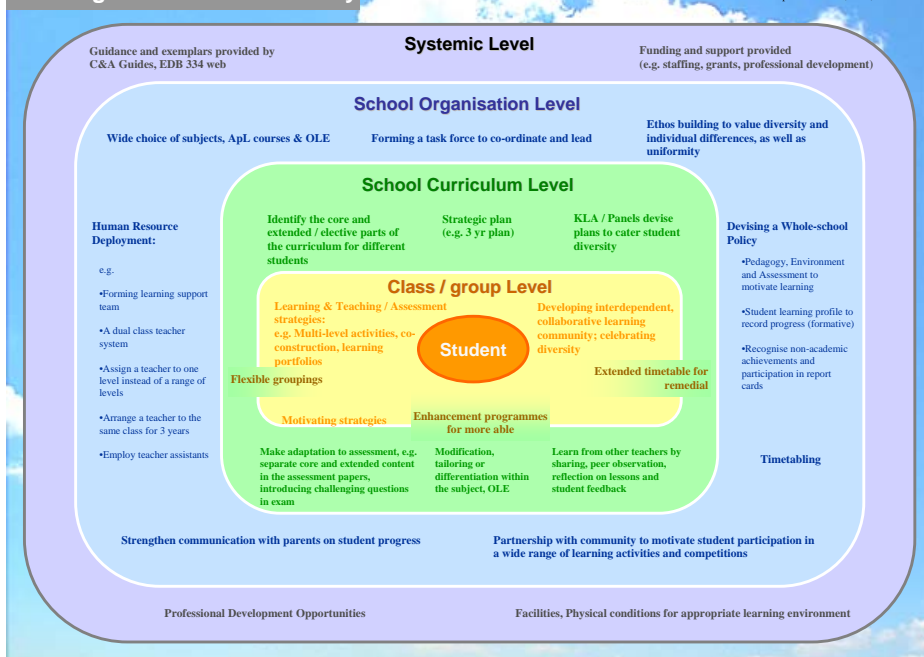 Systemic Level
Guidance and exemplars provided by
C&A Guides, EDB 334 web
Funding and support provided
(e.g. staffing, grants, professional development)
School Organisation Level
Wide choice of subjects, ApL courses & OLE
Forming a task force to co-ordinate and lead
Ethos building to value diversity and
individual differences, as well as
uniformity
School Curriculum Level
Human Resource
Deployment:
e.g.
•Forming learning support
team
•A dual class teacher
system
•Assign a teacher to one
level instead of a range of
levels
•Arrange a teacher to the
same class for 3 years
•Employ teacher assistants
Identify the core and
extended / elective parts of
the curriculum for different
students
Strategic plan
(e.g. 3 yr plan)
KLA / Panels devise
plans to cater student
diversity
Devising a Whole-school
Policy
•Pedagogy, Environment
and Assessment to
motivate learning
•Student learning profile to
record progress (formative)
•Recognise non-academic
achievements and
participation in report
cards
Timetabling
Class / group Level
Learning & Teaching / Assessment
strategies:
e.g. Multi-level activities, co-
construction, learning
portfolios
Developing interdependent,
collaborative learning
community; celebrating
diversity
Student
Flexible groupings
Extended timetable for
remedial
Motivating strategies
Enhancement programmes
for more able
Make adaptation to assessment, e.g.
separate core and extended content
in the assessment papers,
introducing challenging questions
in exam
Modification,
tailoring or
differentiation within
the subject, OLE
Learn from other teachers by
sharing, peer observation,
reflection on lessons and
student feedback
Strengthen communication with parents on student progress
Partnership with community to motivate student participation in
a wide range of learning activities and competitions
Professional Development Opportunities
Facilities, Physical conditions for appropriate learning environment